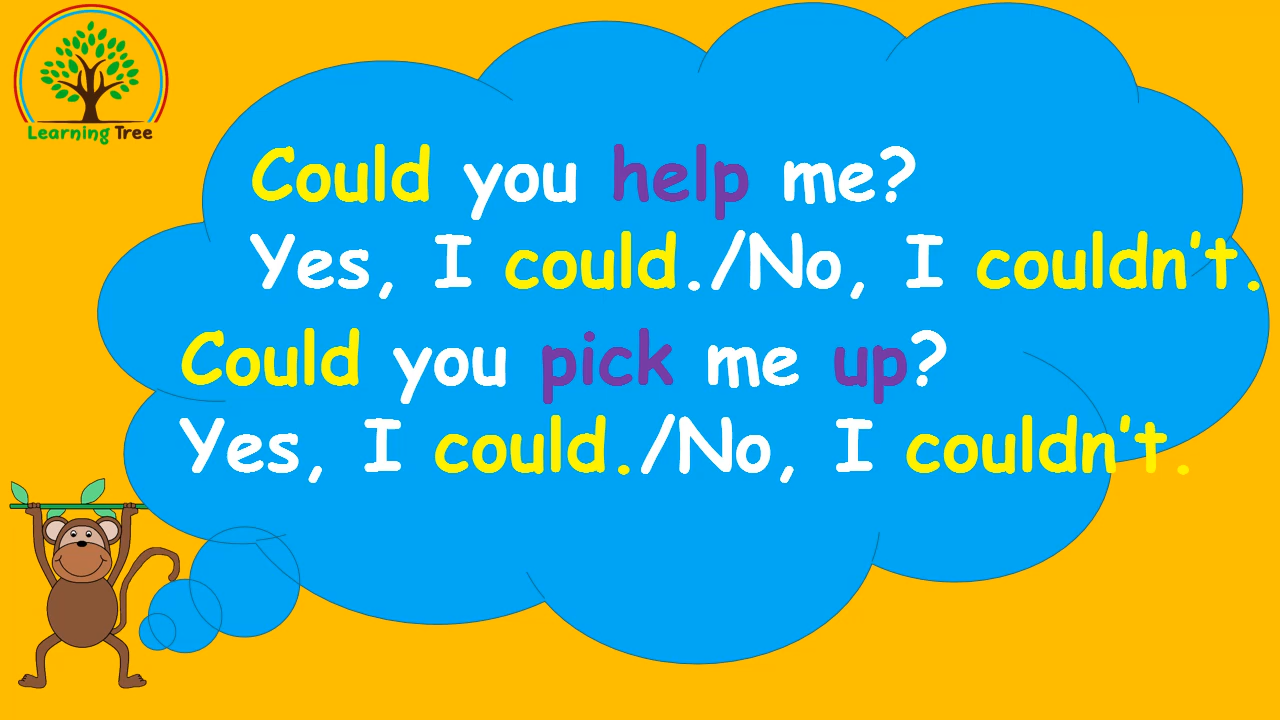 Learning Tree
Could you help me?
Yes, I could./No, I couldn't.
Could you pick me up?
Yes, I could./No, I couldn't.